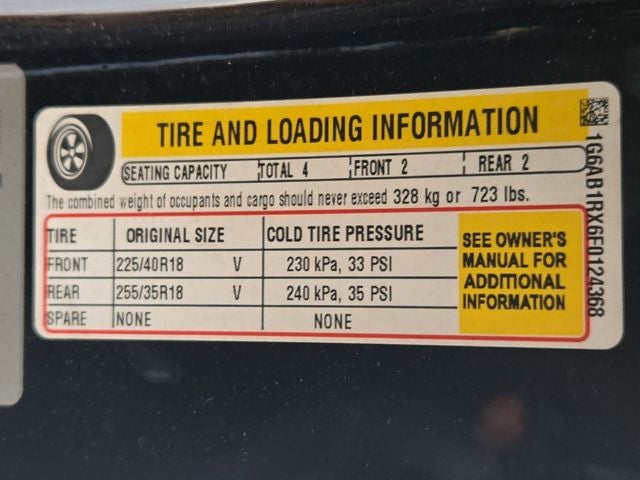 TIRE AND LOADING INFORMATION
SEATING CAPACITY TOTAL 4 FRONT 2 REAR 2
The combined weight of occupants and cargo should never exceed 328 kg or 723 lbs.
TIRE ORIGINAL SIZE COLD TIRE PRESSURE
FRONT 225/40R18 V 230 kPa, 33 PSI
REAR 255/35R18 V 240 kPa, 35 PSI
SPARE NONE NONE
SEE OWNER'S
MANUAL FOR
ADDITIONAL
INFORMATION
1G6AB1RX6F0124368